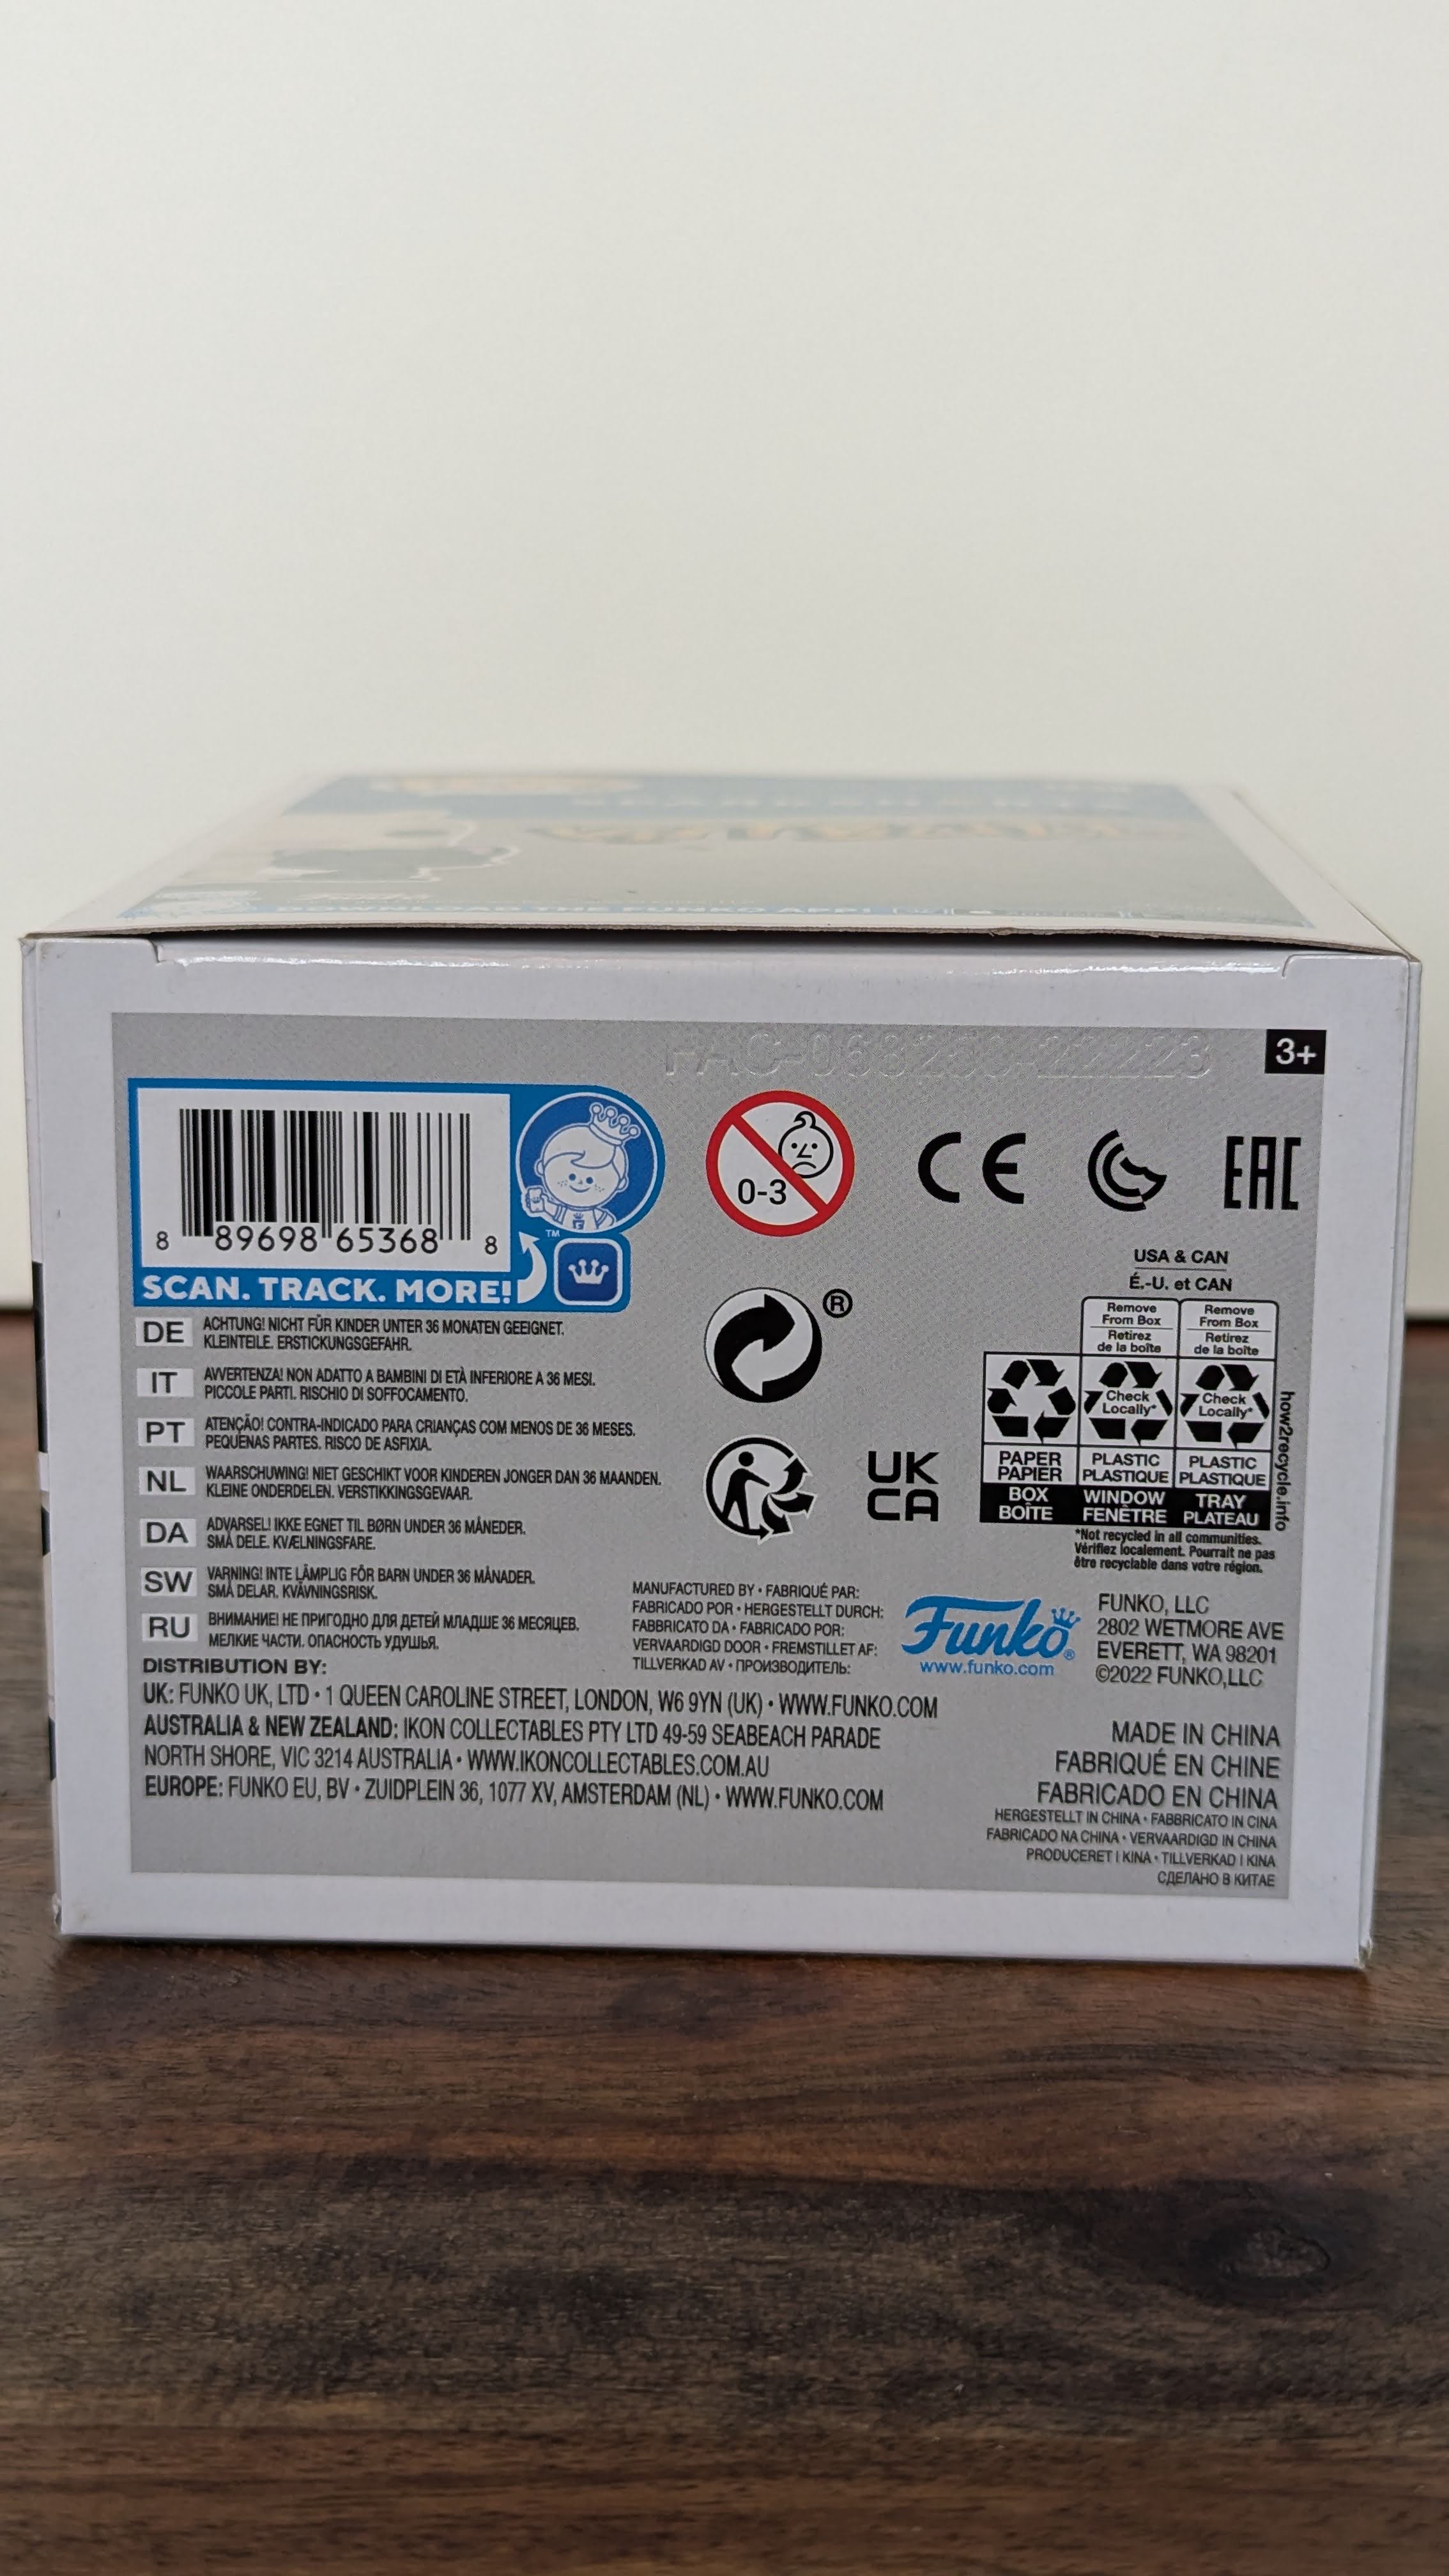 DOWNLOAD THE FUNKO APP!
3+
8 89698 65368 8
TM
SCAN. TRACK. MORE!
0-3
CE
EAC
DE ACHTUNG! NICHT FÜR KINDER UNTER 36 MONATEN GEEIGNET.
KLEINTEILE. ERSTICKUNGSGEFAHR.
IT AVVERTENZA! NON ADATTO A BAMBINI DI ETÀ INFERIORE A 36 MESI.
PICCOLE PARTI. RISCHIO DI SOFFOCAMENTO.
PT ATENÇÃO! CONTRA-INDICADO PARA CRIANÇAS COM MENOS DE 36 MESES.
PEQUENAS PARTES. RISCO DE ASFIXIA.
NL WAARSCHUWING! NIET GESCHIKT VOOR KINDEREN JONGER DAN 36 MAANDEN.
KLEINE ONDERDELEN. VERSTIKKINGSGEVAAR.
DA ADVARSEL! IKKE EGNET TIL BØRN UNDER 36 MÅNEDER.
SMÅ DELE. KVÆLNINGSFARE.
SW VARNING! INTE LÄMPLIG FÖR BARN UNDER 36 MÅNADER.
SMÅ DELAR. KVÄVNINGSRISK.
RU ВНИМАНИЕ! НЕ ПРИГОДНО ДЛЯ ДЕТЕЙ МЛАДШЕ 36 МЕСЯЦЕВ.
МЕЛКИЕ ЧАСТИ. ОПАСНОСТЬ УДУШЬЯ.
®
UK
CA
USA & CAN
É.-U. et CAN
Remove
From Box
Retirez
de la boîte
Remove
From Box
Retirez
de la boîte
Check
Locally*
Check
Locally*
PAPER
PAPIER
PLASTIC
PLASTIQUE
PLASTIC
PLASTIQUE
BOX
BOÎTE
WINDOW
FENÊTRE
TRAY
PLATEAU
how2recycle.info
*Not recycled in all communities.
Vérifiez localement. Pourrait ne pas
être recyclable dans votre région.
MANUFACTURED BY • FABRIQUÉ PAR:
FABRICADO POR • HERGESTELLT DURCH:
FABBRICATO DA • FABRICADO POR:
VERVAARDIGD DOOR • FREMSTILLET AF:
TILLVERKAD AV • ПРОИЗВОДИТЕЛЬ:
Funko®
www.funko.com
FUNKO, LLC
2802 WETMORE AVE
EVERETT, WA 98201
©2022 FUNKO,LLC
DISTRIBUTION BY:
UK: FUNKO UK, LTD • 1 QUEEN CAROLINE STREET, LONDON, W6 9YN (UK) • WWW.FUNKO.COM
AUSTRALIA & NEW ZEALAND: IKON COLLECTABLES PTY LTD 49-59 SEABEACH PARADE
NORTH SHORE, VIC 3214 AUSTRALIA • WWW.IKONCOLLECTABLES.COM.AU
EUROPE: FUNKO EU, BV • ZUIDPLEIN 36, 1077 XV, AMSTERDAM (NL) • WWW.FUNKO.COM
MADE IN CHINA
FABRIQUÉ EN CHINE
FABRICADO EN CHINA
HERGESTELLT IN CHINA • FABBRICATO IN CINA
FABRICADO NA CHINA • VERVAARDIGD IN CHINA
PRODUCERET I KINA • TILLVERKAD I KINA
СДЕЛАНО В КИТАЕ